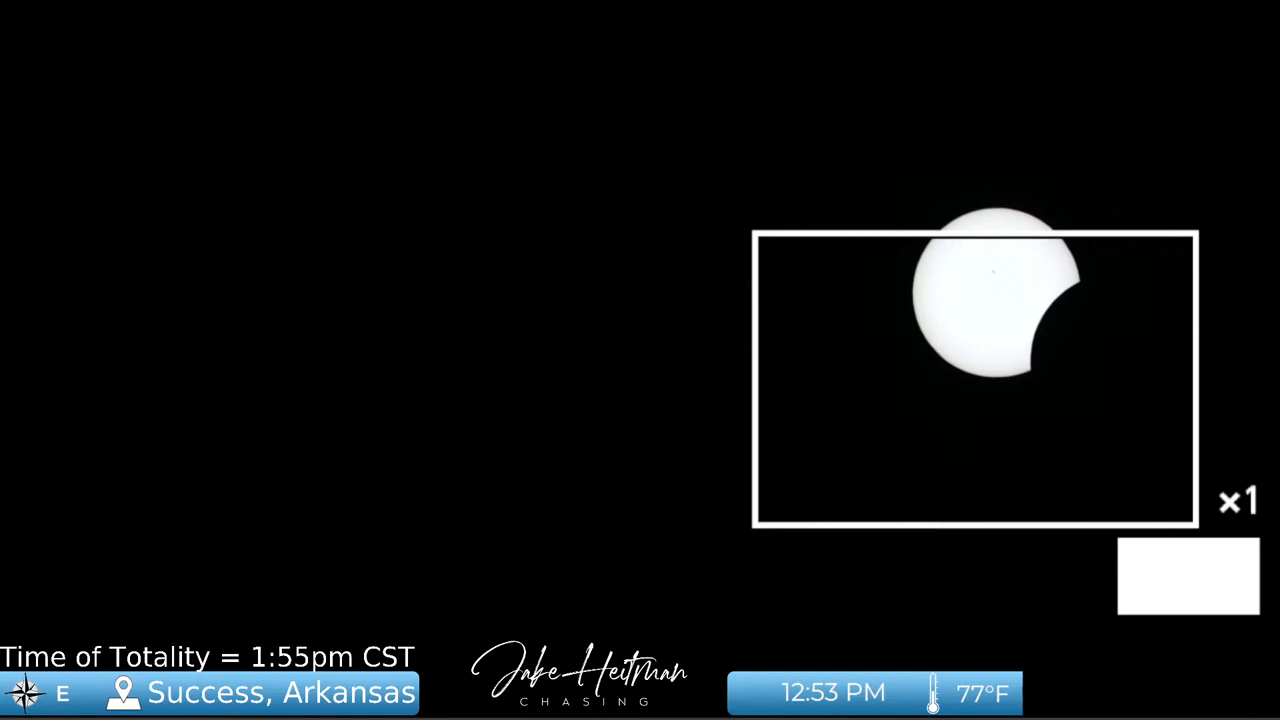 ×1
Time of Totality = 1:55pm CST
Jake Heitman
CHASING
E Success, Arkansas
12:53 PM 77°F